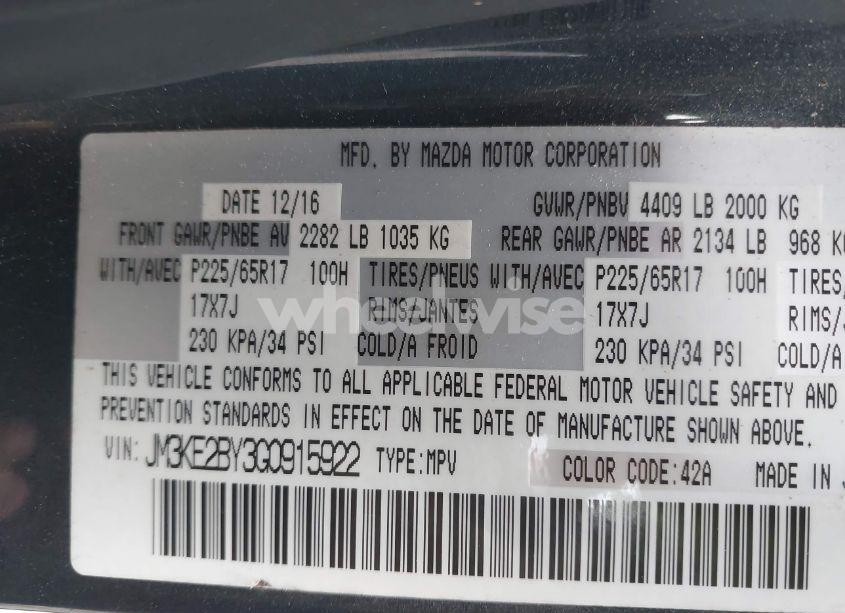 MFD. BY MAZDA MOTOR CORPORATION
DATE 12/16 GVWR/PNBV 4409 LB 2000 KG
FRONT GAWR/PNBE AV 2282 LB 1035 KG REAR GAWR/PNBE AR 2134 LB 968 KG
WITH/AVEC P225/65R17 100H TIRES/PNEUS WITH/AVEC P225/65R17 100H TIRES/
17X7J RIMS/JANTES 17X7J RIMS/
230 KPA/34 PSI COLD/A FROID 230 KPA/34 PSI COLD/A
wheelwise
THIS VEHICLE CONFORMS TO ALL APPLICABLE FEDERAL MOTOR VEHICLE SAFETY AND
PREVENTION STANDARDS IN EFFECT ON THE DATE OF MANUFACTURE SHOWN ABOVE.
VIN: JM3KE2BY3G0915922 TYPE:MPV COLOR CODE:42A MADE IN J